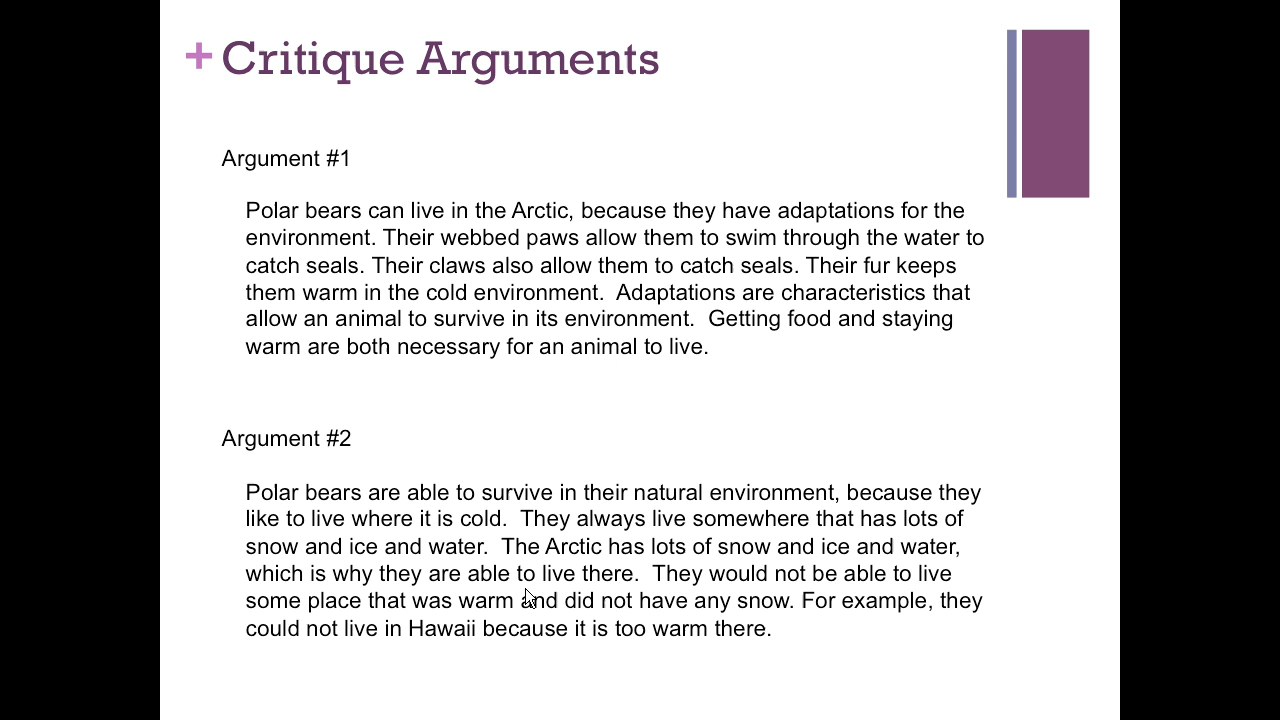 + Critique Arguments
Argument #1
Polar bears can live in the Arctic, because they have adaptations for the
environment. Their webbed paws allow them to swim through the water to
catch seals. Their claws also allow them to catch seals. Their fur keeps
them warm in the cold environment.  Adaptations are characteristics that
allow an animal to survive in its environment.  Getting food and staying
warm are both necessary for an animal to live.
Argument #2
Polar bears are able to survive in their natural environment, because they
like to live where it is cold.  They always live somewhere that has lots of
snow and ice and water.  The Arctic has lots of snow and ice and water,
which is why they are able to live there.  They would not be able to live
some place that was warm and did not have any snow. For example, they
could not live in Hawaii because it is too warm there.